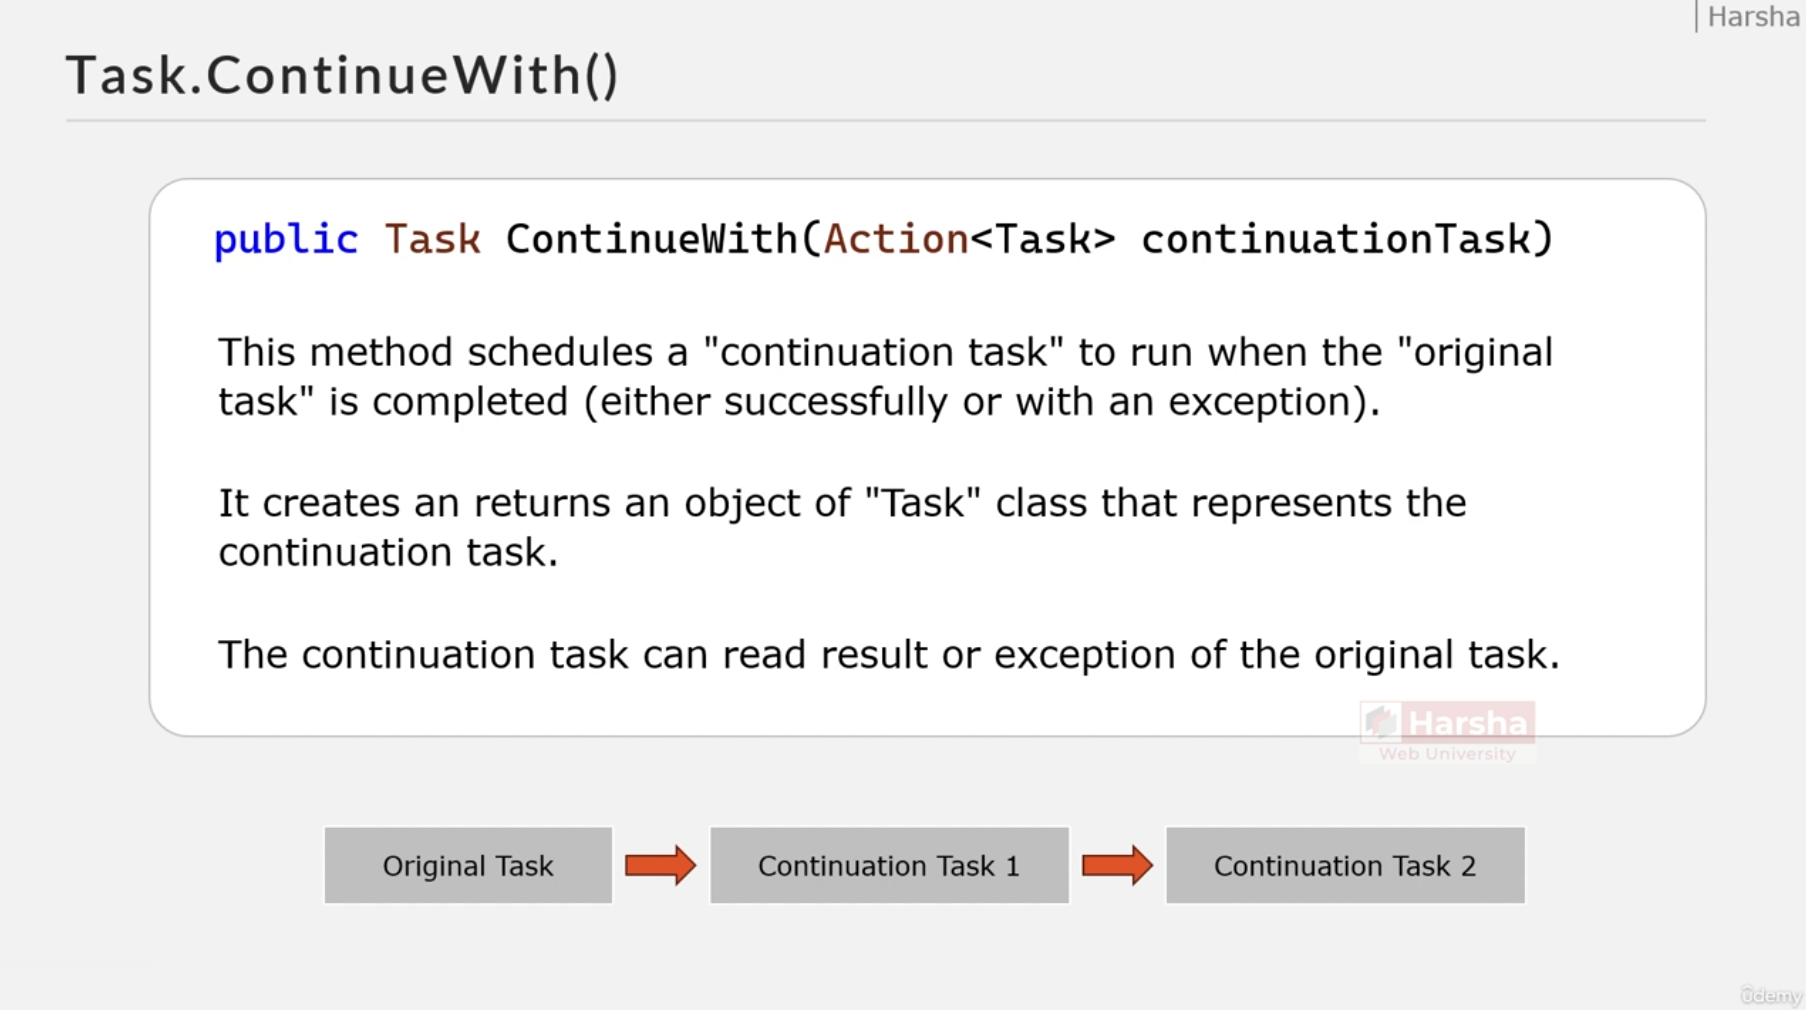 Harsha
Task.ContinueWith()
public Task ContinueWith(Action<Task> continuationTask)
This method schedules a "continuation task" to run when the "original
task" is completed (either successfully or with an exception).
It creates an returns an object of "Task" class that represents the
continuation task.
The continuation task can read result or exception of the original task.
Harsha
Web University
Original Task
Continuation Task 1
Continuation Task 2
ûdemy